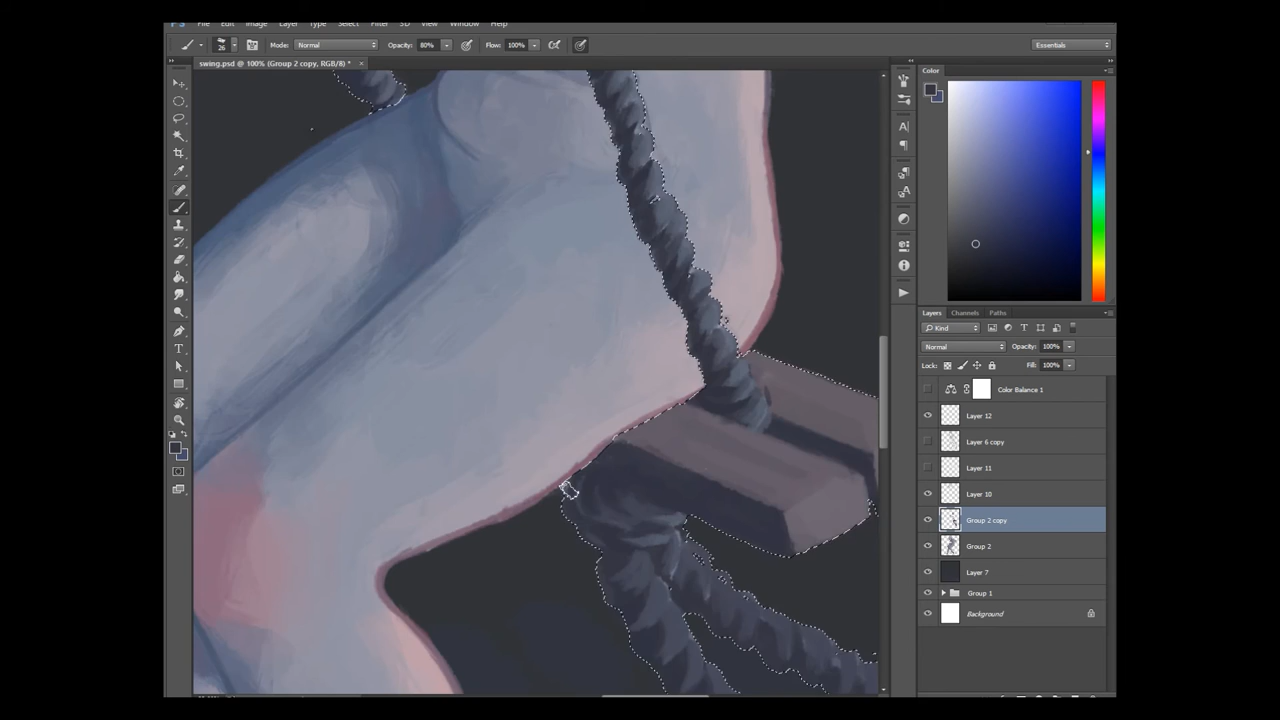 Ps File Edit Image Layer Type Select Filter 3D View Window Help
26 Mode: Normal Opacity: 80% Flow: 100% Essentials
swing.psd @ 100% (Group 2 copy, RGB/8) * ×
Color
Layers Channels Paths
Kind
Normal Opacity: 100%
Lock: Fill: 100%
Color Balance 1
Layer 12
Layer 6 copy
Layer 11
Layer 10
Group 2 copy
Group 2
Layer 7
Group 1
Background